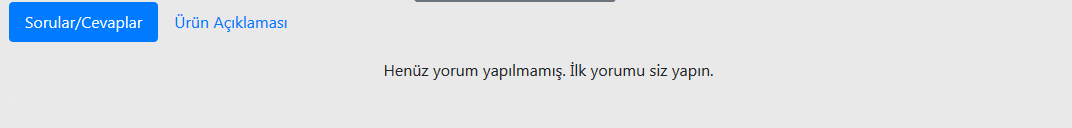 Sorular/Cevaplar Ürün Açıklaması
Henüz yorum yapılmamış. İlk yorumu siz yapın.